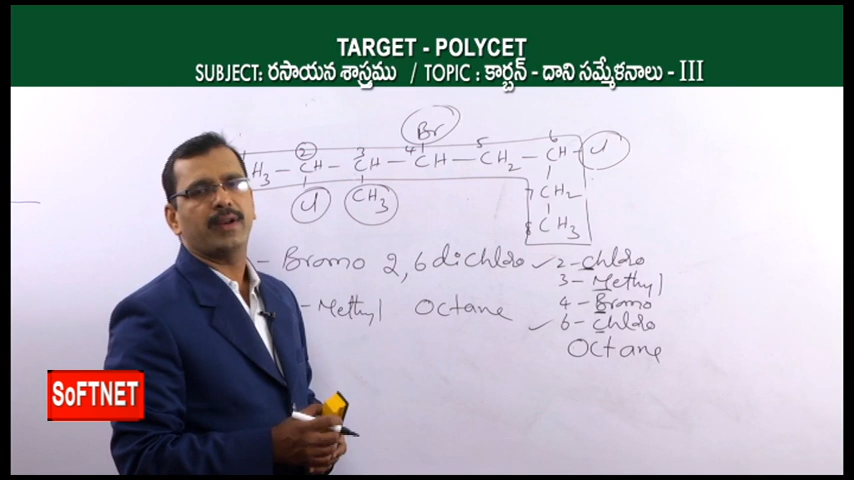 TARGET - POLYCET
SUBJECT: రసాయన శాస్త్రము / TOPIC : కార్బన్ - దాని సమ్మేళనాలు - III
Br
2 3 4 5 6
H3 - CH - CH - CH - CH2 - CH - Cl
Cl CH3 7 CH2
8 CH3
- Bromo 2, 6 dichloro ✓ 2 - Chloro
3 - Methyl
- Methyl Octane 4 - Bromo
✓ 6 - Chloro
Octane
SoFTNET